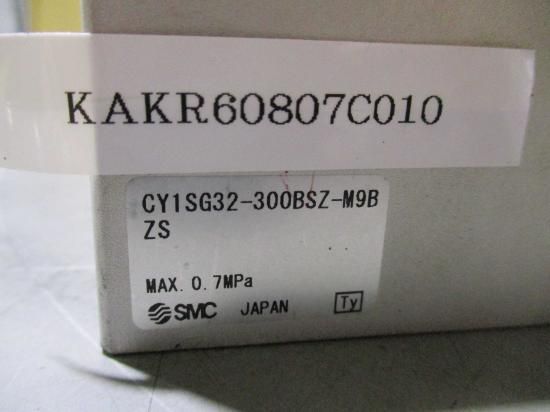 KAKR60807C010
CY1SG32-300BSZ-M9B
ZS
MAX. 0.7MPa
SMC JAPAN Ty